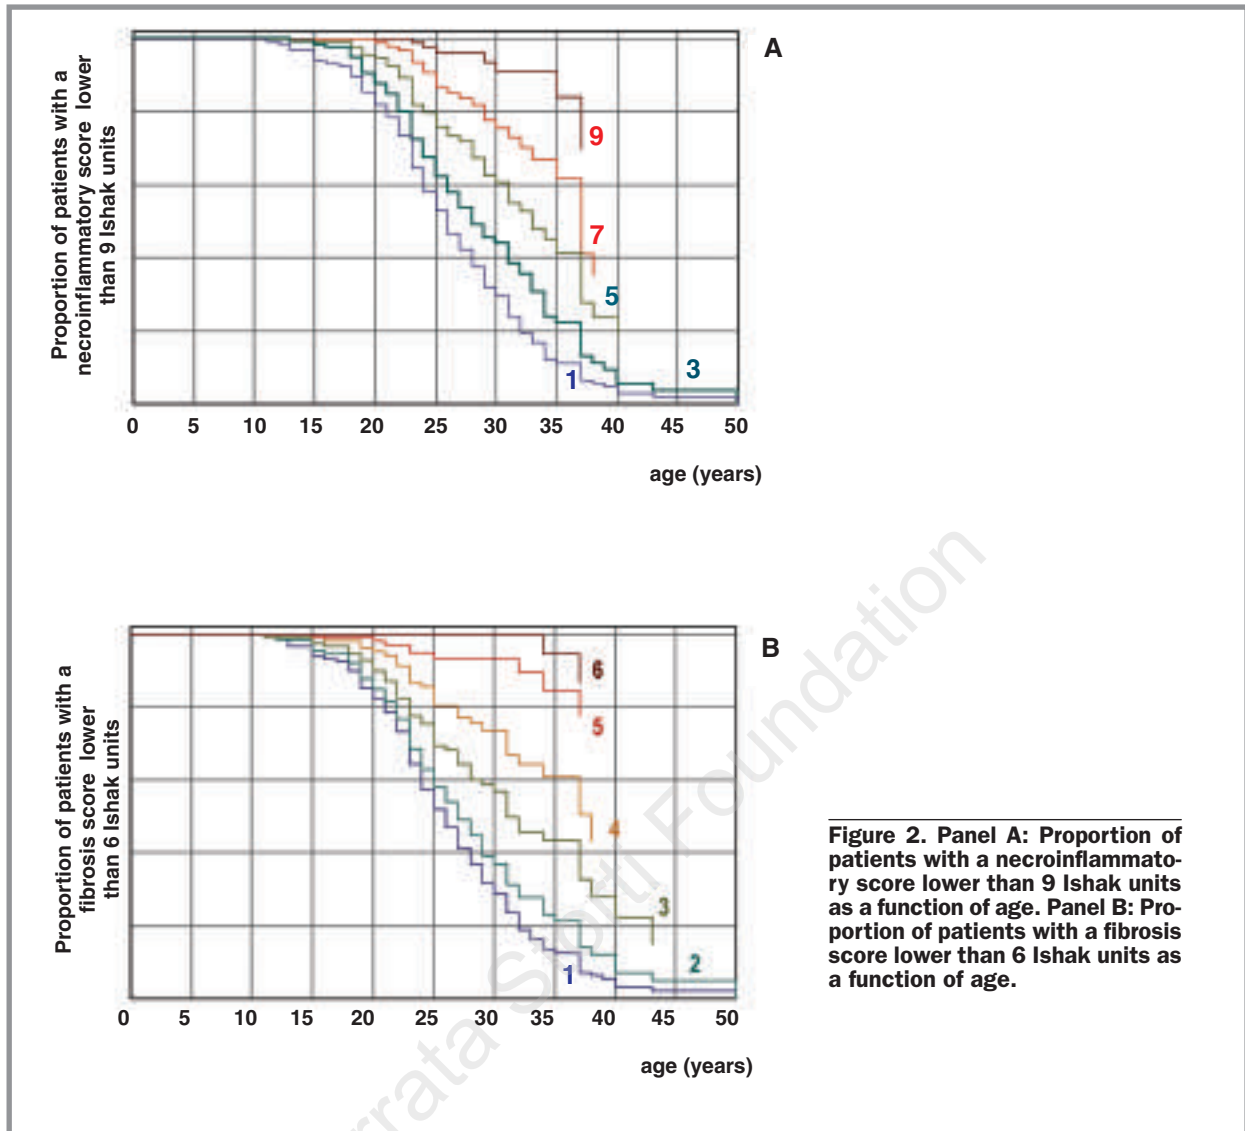 A
Proportion of patients with a
necroinflammatory score lower
than 9 Ishak units
9
7
5
3
1
0 5 10 15 20 25 30 35 40 45 50
age (years)
B
Proportion of patients with a
fibrosis score lower
than 6 Ishak units
6
5
4
3
2
1
0 5 10 15 20 25 30 35 40 45 50
age (years)
Figure 2. Panel A: Proportion of
patients with a necroinflammato-
ry score lower than 9 Ishak units
as a function of age. Panel B: Pro-
portion of patients with a fibrosis
score lower than 6 Ishak units as
a function of age.
Foundation